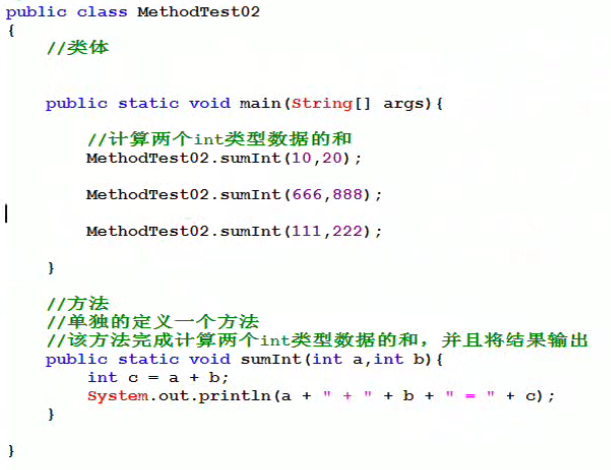 public class MethodTest02
{
    //类体
    public static void main(String[] args){
        //计算两个int类型数据的和
        MethodTest02.sumInt(10,20);
        MethodTest02.sumInt(666,888);
        MethodTest02.sumInt(111,222);
    }
    //方法
    //单独的定义一个方法
    //该方法完成计算两个int类型数据的和，并且将结果输出
    public static void sumInt(int a,int b){
        int c = a + b;
        System.out.println(a + " + " + b + " = " + c);
    }
}